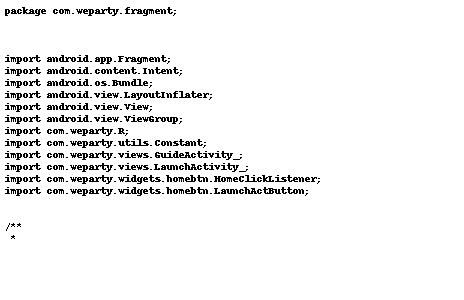 package com.weparty.fragment;
import android.app.Fragment;
import android.content.Intent;
import android.os.Bundle;
import android.view.LayoutInflater;
import android.view.View;
import android.view.ViewGroup;
import com.weparty.R;
import com.weparty.utils.Constant;
import com.weparty.views.GuideActivity_;
import com.weparty.views.LaunchActivity_;
import com.weparty.widgets.homebtn.HomeClickListener;
import com.weparty.widgets.homebtn.LaunchActButton;
/**
 *